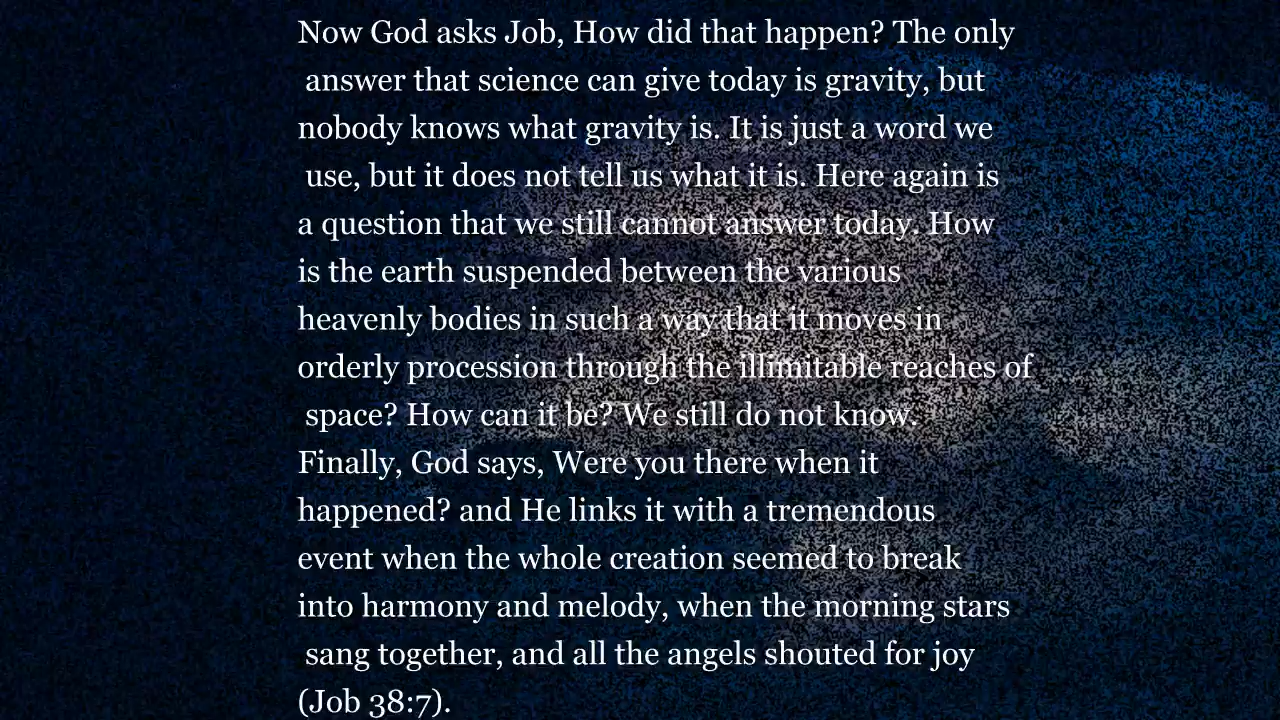 Now God asks Job, How did that happen? The only
answer that science can give today is gravity, but
nobody knows what gravity is. It is just a word we
use, but it does not tell us what it is. Here again is
a question that we still cannot answer today. How
is the earth suspended between the various
heavenly bodies in such a way that it moves in
orderly procession through the illimitable reaches of
space? How can it be? We still do not know.
Finally, God says, Were you there when it
happened? and He links it with a tremendous
event when the whole creation seemed to break
into harmony and melody, when the morning stars
sang together, and all the angels shouted for joy
(Job 38:7).